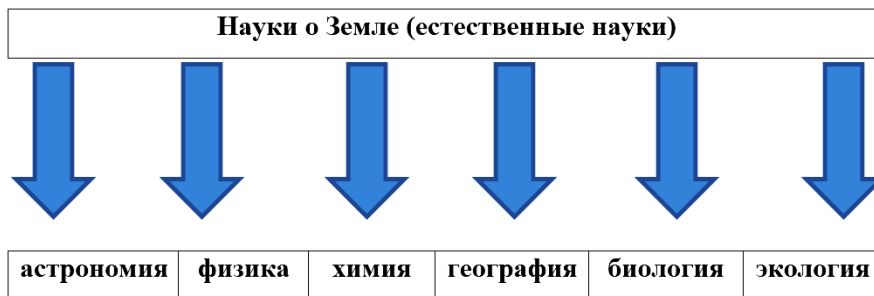 Науки о Земле (естественные науки)
астрономия физика химия география биология экология